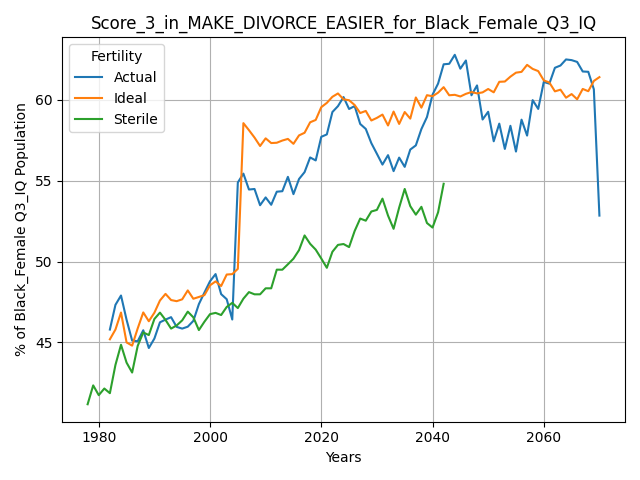 Score_3_in_MAKE_DIVORCE_EASIER_for_Black_Female_Q3_IQ
Fertility
Actual
Ideal
Sterile
% of Black_Female Q3_IQ Population
60
55
50
45
1980
2000
2020
2040
2060
Years